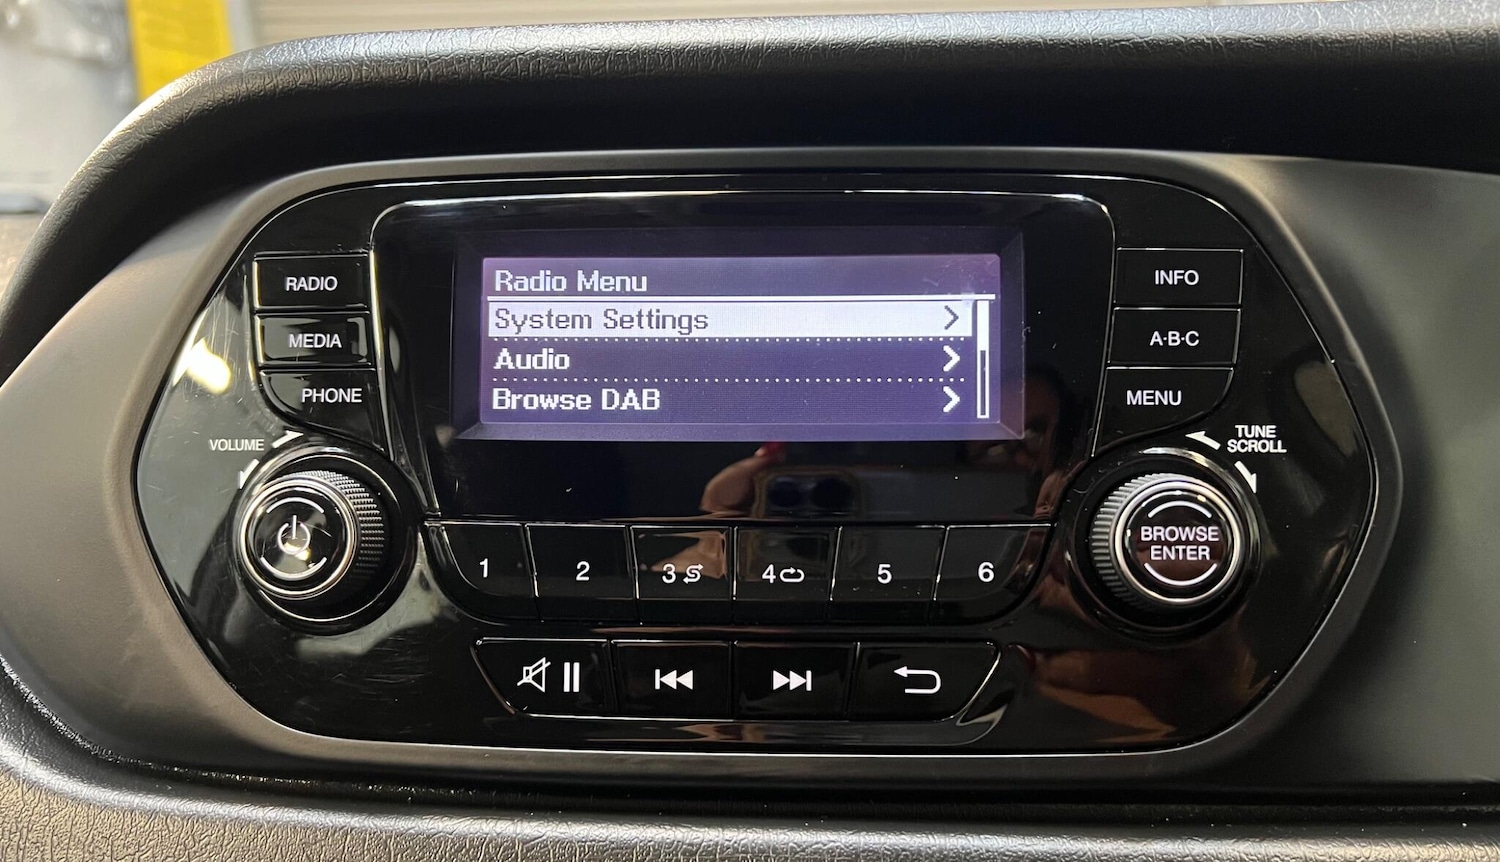 Radio Menu
System Settings
Audio
Browse DAB
RADIO
MEDIA
PHONE
VOLUME
INFO
A·B·C
MENU
TUNE
SCROLL
BROWSE
ENTER
1
2
3
4
5
6